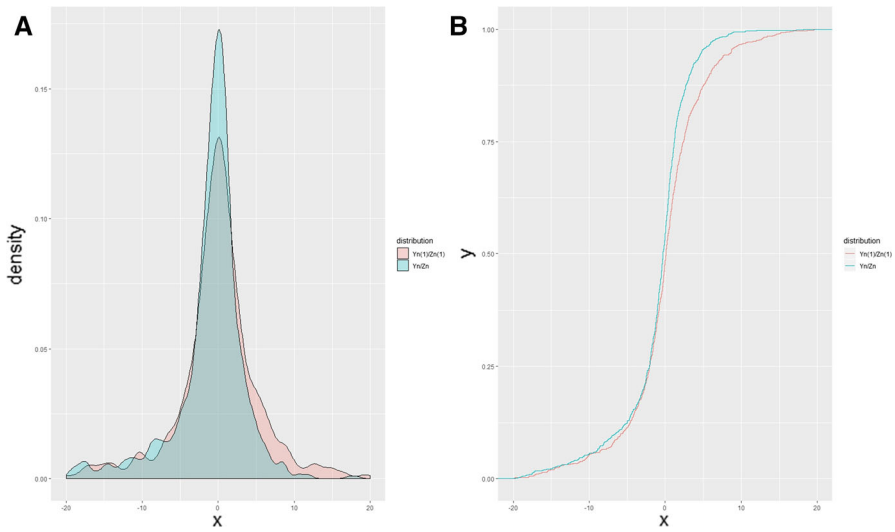 A
density
0.15
0.10
0.05
0.00
-20
-10
0
10
20
X
distribution
Yn(1)/Zn(1)
Yn/Zn
B
y
1.00
0.75
0.50
0.25
0.00
-20
-10
0
10
20
X
distribution
Yn(1)/Zn(1)
Yn/Zn